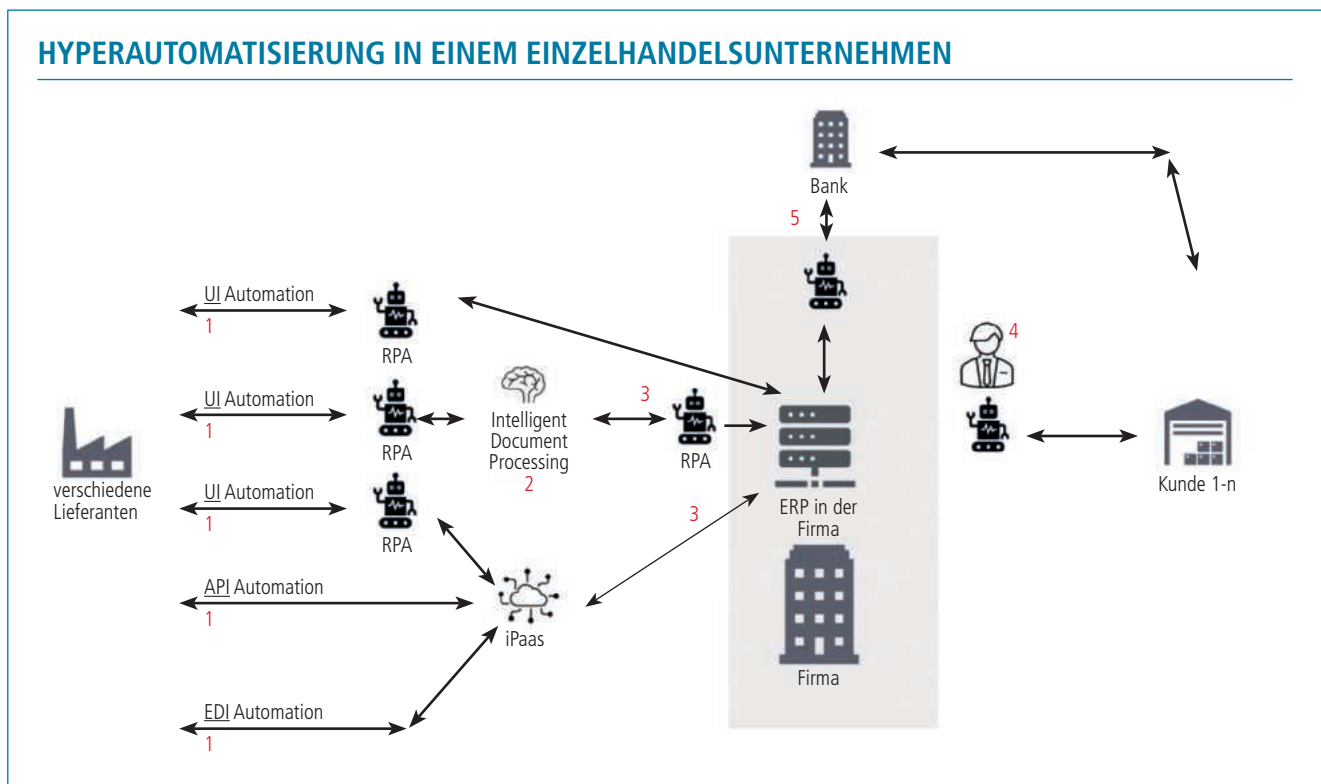 HYPERAUTOMATISIERUNG IN EINEM EINZELHANDELSUNTERNEHMEN
Bank
5
UI Automation
1
RPA
4
UI Automation
1
RPA
Intelligent
Document
Processing
2
3
RPA
verschiedene
Lieferanten
UI Automation
1
RPA
3
ERP in der
Firma
Kunde 1-n
API Automation
1
iPaas
Firma
EDI Automation
1